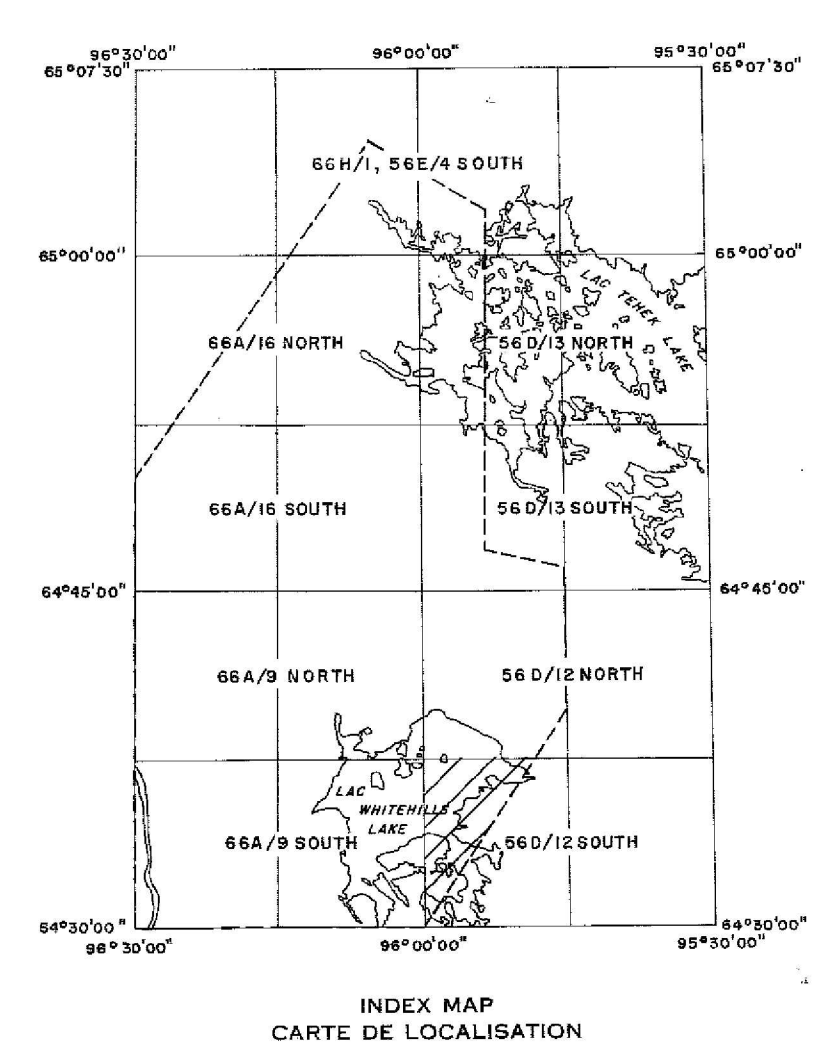 96°30'00" 96°00'00" 95°30'00"
65°07'30" 65°07'30"
66H/1, 56E/4 SOUTH
65°00'00" 65°00'00"
LAC TEHEK LAKE
66A/16 NORTH 56D/13 NORTH
66A/16 SOUTH 56D/13 SOUTH
64°45'00" 64°45'00"
66A/9 NORTH 56D/12 NORTH
LAC
WHITEHILLS
LAKE
66A/9 SOUTH 56D/12 SOUTH
64°30'00" 64°30'00"
96°30'00" 96°00'00" 95°30'00"
INDEX MAP
CARTE DE LOCALISATION